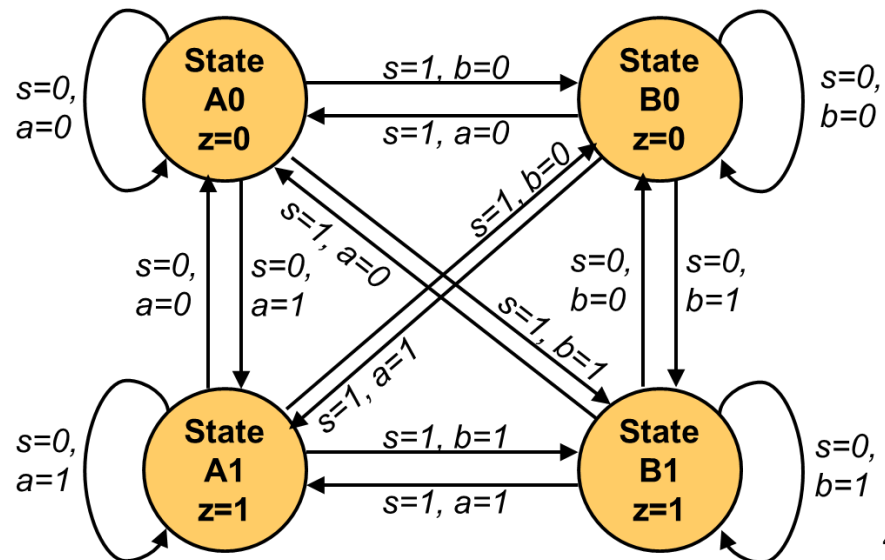 State
A0
z=0
State
B0
z=0
s=0,
a=0
s=1, b=0
s=1, a=0
s=0,
b=0
s=1, b=0
s=1, a=0
s=0,
a=0
s=0,
a=1
s=0,
b=0
s=0,
b=1
s=1, b=1
s=1, a=1
State
A1
z=1
State
B1
z=1
s=0,
a=1
s=1, b=1
s=1, a=1
s=0,
b=1